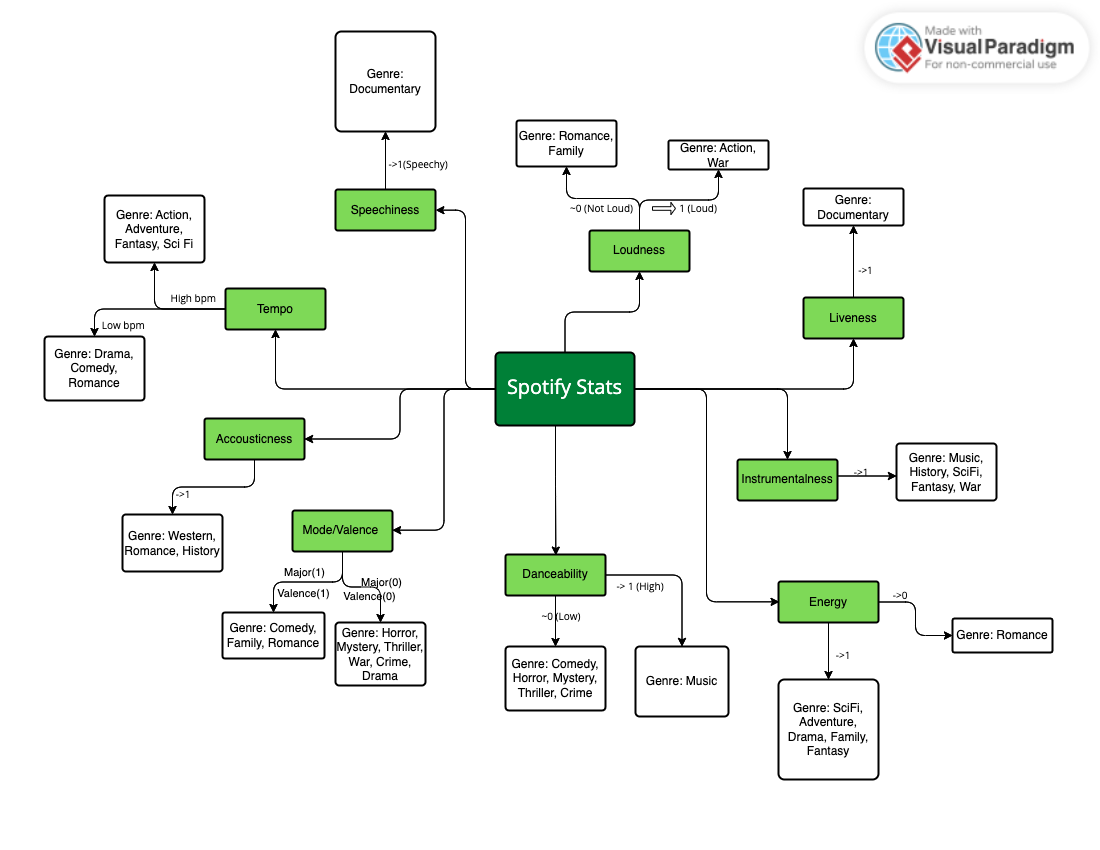 Made with
Visual Paradigm
For non-commercial use
Genre:
Documentary
->1(Speechy)
Speechiness
Genre: Romance,
Family
Genre: Action,
War
~0 (Not Loud)
1 (Loud)
Loudness
Genre:
Documentary
->1
Liveness
Genre: Action,
Adventure,
Fantasy, Sci Fi
High bpm
Tempo
Low bpm
Genre: Drama,
Comedy,
Romance
Spotify Stats
Accousticness
->1
Genre: Western,
Romance, History
Instrumentalness
->1
Genre: Music,
History, SciFi,
Fantasy, War
Mode/Valence
Major(1)
Valence(1)
Major(0)
Valence(0)
Genre: Comedy,
Family, Romance
Genre: Horror,
Mystery, Thriller,
War, Crime,
Drama
Danceability
-> 1 (High)
~0 (Low)
Genre: Comedy,
Horror, Mystery,
Thriller, Crime
Genre: Music
Energy
->0
Genre: Romance
->1
Genre: SciFi,
Adventure,
Drama, Family,
Fantasy